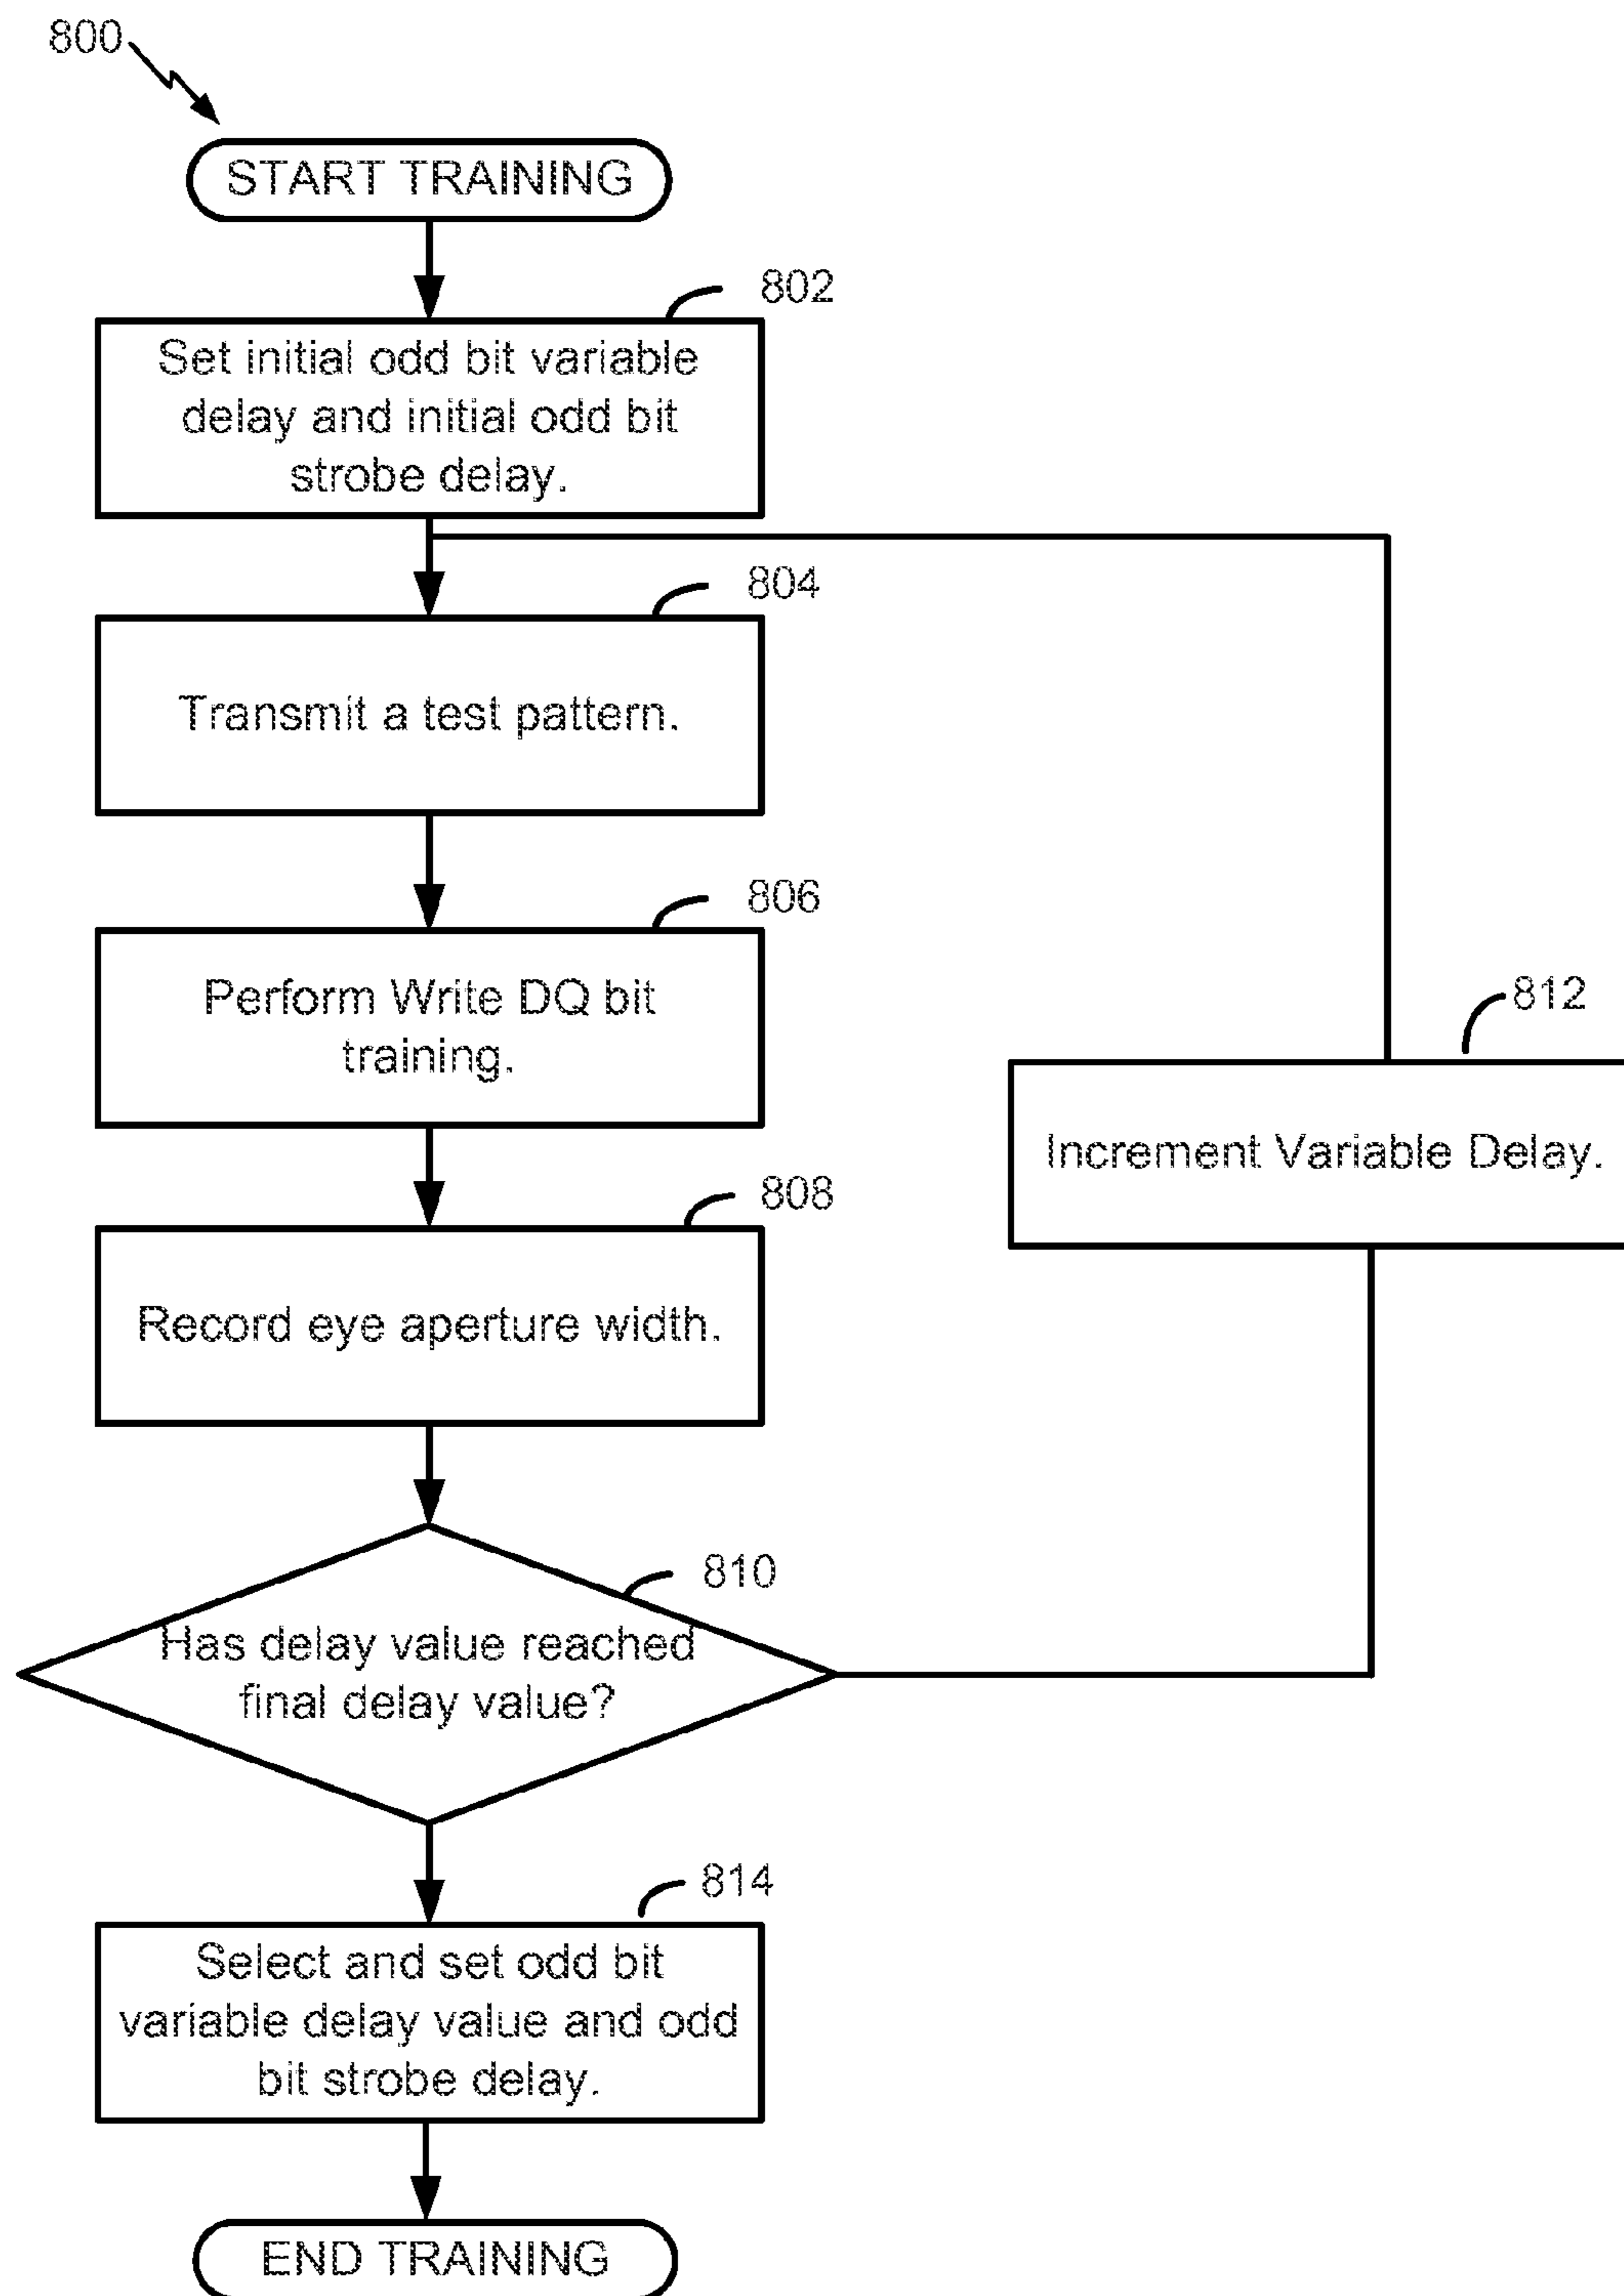 800
START TRAINING
802
Set initial odd bit variable
delay and initial odd bit
strobe delay.
804
Transmit a test pattern.
806
Perform Write DQ bit
training.
812
Increment Variable Delay.
808
Record eye aperture width.
810
Has delay value reached
final delay value?
814
Select and set odd bit
variable delay value and odd
bit strobe delay.
END TRAINING